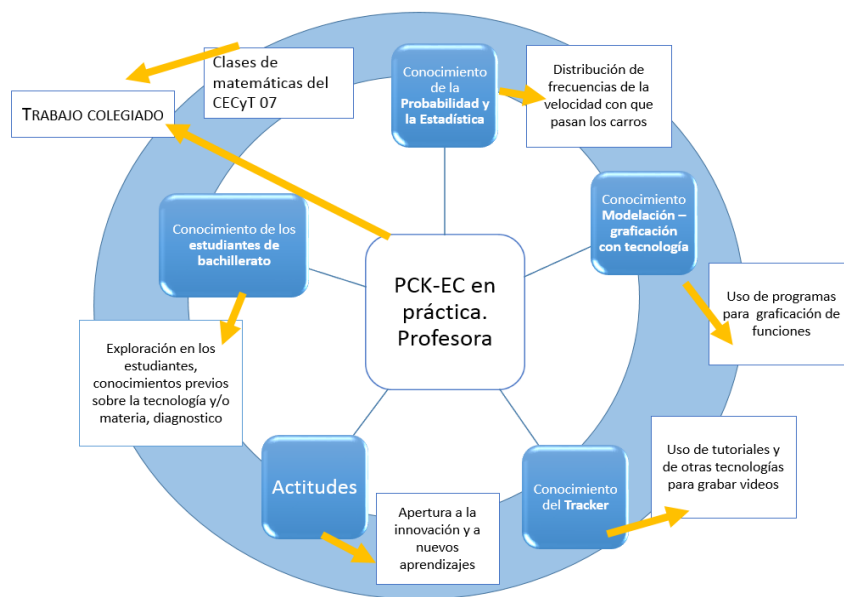 Clases de
matemáticas del
CECyT 07
TRABAJO COLEGIADO
Conocimiento
de la
Probabilidad y
la Estadística
Distribución de
frecuencias de la
velocidad con que
pasan los carros
Conocimiento de los
estudiantes de
bachillerato
Conocimiento
Modelación –
graficación
con tecnología
PCK-EC en
práctica.
Profesora
Uso de programas
para graficación de
funciones
Exploración en los
estudiantes,
conocimientos previos
sobre la tecnología y/o
materia, diagnostico
Actitudes
Apertura a la
innovación y a
nuevos
aprendizajes
Conocimiento
del Tracker
Uso de tutoriales y
de otras tecnologías
para grabar videos